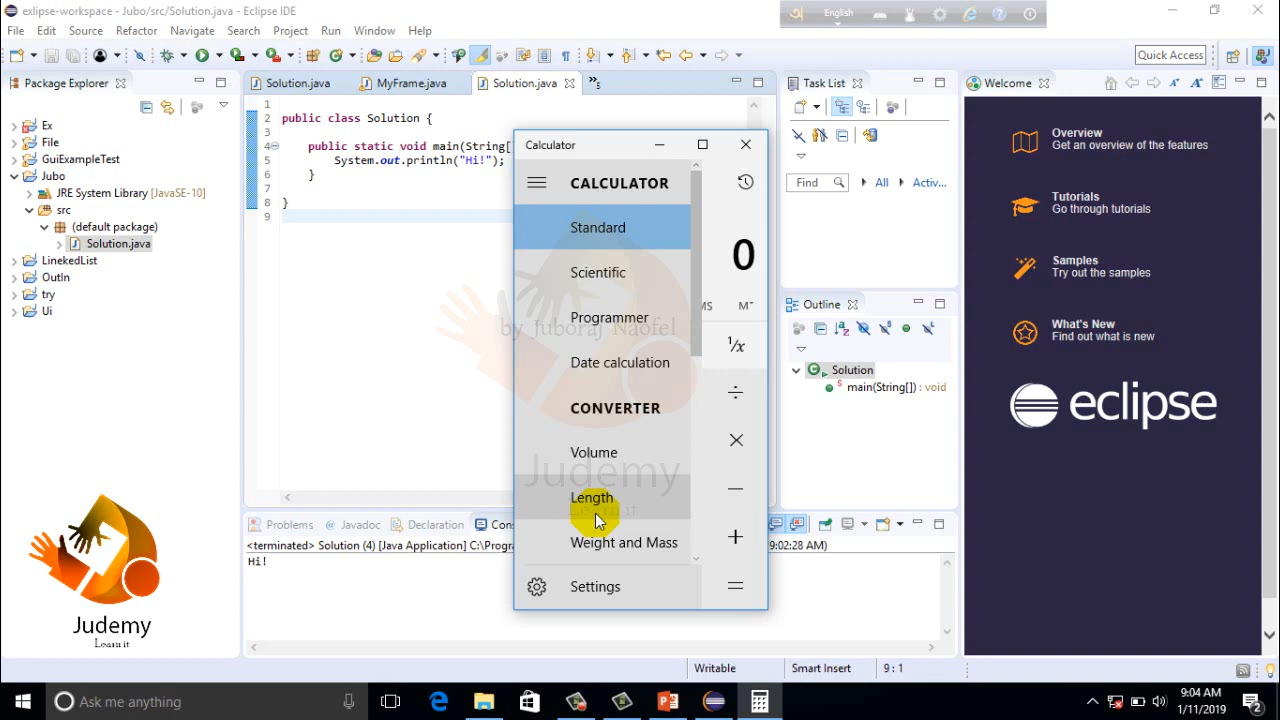 exlipse-workspace - Jubo/src/Solution.java - Eclipse IDE
English
File Edit Source Refactor Navigate Search Project Run Window Help
Quick Access
Package Explorer
Solution.java
MyFrame.java
Solution.java
»5
Task List
Welcome
Ex
File
GuiExampleTest
Jubo
JRE System Library [JavaSE-10]
src
(default package)
Solution.java
LinekedList
OutIn
try
Ui
1
2 public class Solution {
3
4 public static void main(String[
5 System.out.println("Hi!");
6 }
7
8 }
9
Calculator
CALCULATOR
Standard
Scientific
Programmer
Date calculation
CONVERTER
Volume
Length
Weight and Mass
Settings
0
MS M˅
¹/x
÷
×
−
+
=
by Juboraj Naofel
Judemy
Learn it
Find All Activ...
Outline
Solution
main(String[]) : void
Overview
Get an overview of the features
Tutorials
Go through tutorials
Samples
Try out the samples
What's New
Find out what is new
eclipse
Problems Javadoc Declaration Con
<terminated> Solution (4) [Java Application] C:\Progr
9:02:28 AM)
Hi!
Judemy
Learn it
Writable Smart Insert 9 : 1
Ask me anything
9:04 AM
1/11/2019
2